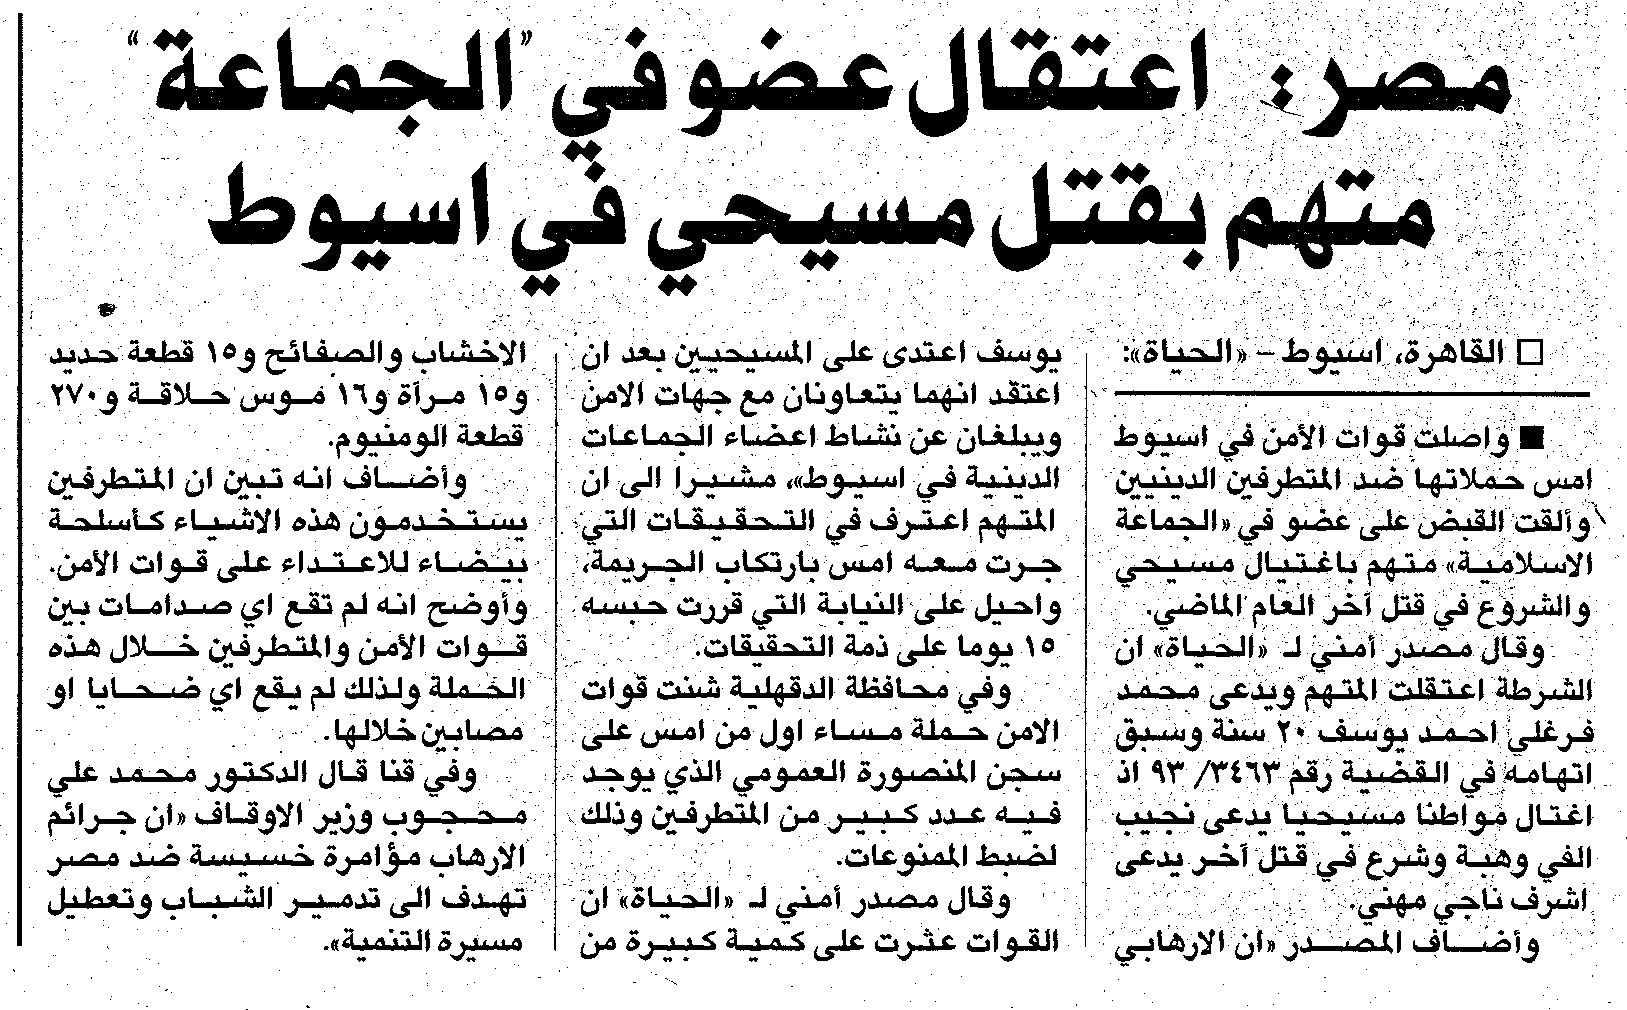 مصر: اعتقال عضو في "الجماعة"
متهم بقتل مسيحي في اسيوط
□ القاهرة، اسيوط – «الحياة»:
■ واصلت قوات الأمن في اسيوط
امس حملاتها ضد المتطرفين الدينيين
وألقت القبض على عضو في «الجماعة
الاسلامية» متهم باغتيال مسيحي
والشروع في قتل آخر العام الماضي.
وقال مصدر أمني لـ «الحياة» ان
الشرطة اعتقلت المتهم ويدعى محمد
فرغلي احمد يوسف ٢٠ سنة وسبق
اتهامه في القضية رقم ٣٤٦٣/ ٩٣ اذ
اغتال مواطنا مسيحيا يدعى نجيب
الفي وهبة وشرع في قتل آخر يدعى
اشرف ناجي مهني.
وأضاف المصدر «ان الارهابي
يوسف اعتدى على المسيحيين بعد ان
اعتقد انهما يتعاونان مع جهات الامن
ويبلغان عن نشاط اعضاء الجماعات
الدينية في اسيوط»، مشيرا الى ان
المتهم اعترف في التحقيقات التي
جرت معه امس بارتكاب الجريمة،
واحيل على النيابة التي قررت حبسه
١٥ يوما على ذمة التحقيقات.
وفي محافظة الدقهلية شنت قوات
الامن حملة مساء اول من امس على
سجن المنصورة العمومي الذي يوجد
فيه عدد كبير من المتطرفين وذلك
لضبط الممنوعات.
وقال مصدر أمني لـ «الحياة» ان
القوات عثرت على كمية كبيرة من
الاخشاب والصفائح و١٥ قطعة حديد
و١٥ مرآة و١٦ موس حلاقة و٢٧٠
قطعة الومنيوم.
وأضاف انه تبين ان المتطرفين
يستخدمون هذه الاشياء كأسلحة
بيضاء للاعتداء على قوات الأمن.
وأوضح انه لم تقع اي صدامات بين
قوات الأمن والمتطرفين خلال هذه
الحملة ولذلك لم يقع اي ضحايا او
مصابين خلالها.
وفي قنا قال الدكتور محمد علي
محجوب وزير الاوقاف «ان جرائم
الارهاب مؤامرة خسيسة ضد مصر
تهدف الى تدمير الشباب وتعطيل
مسيرة التنمية».